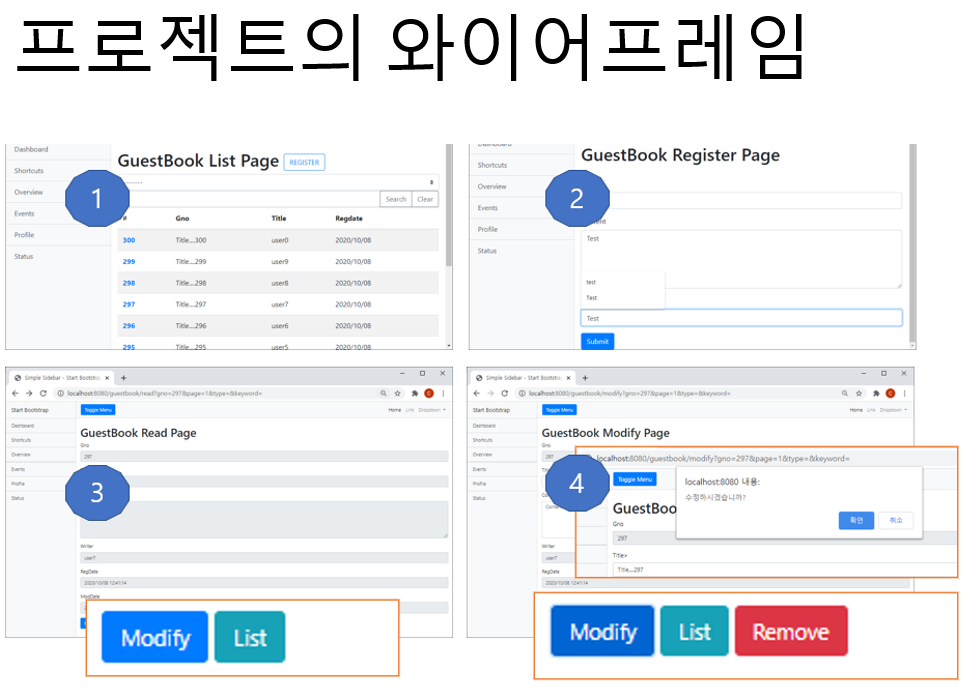 프로젝트의 와이어프레임
Dashboard
Shortcuts
Overview
Events
Profile
Status
GuestBook List Page REGISTER
-------
1
Search Clear
# Gno Title Regdate
300 Title....300 user0 2020/10/08
299 Title....299 user9 2020/10/08
298 Title....298 user8 2020/10/08
297 Title....297 user7 2020/10/08
296 Title....296 user6 2020/10/08
295 Title....295 user5 2020/10/08
Dashboard
Shortcuts
Overview
Events
Profile
Status
GuestBook Register Page
2
Test
test
Test
Test
Submit
Simple Sidebar - Start Bootstrap
localhost:8080/guestbook/read?gno=297&page=1&type=&keyword=
Start Bootstrap Toggle Menu Home Link Dropdown
Dashboard
Shortcuts
Overview
Events
Profile
Status
GuestBook Read Page
Gno
297
3
Writer
user7
RegDate
2020/10/08 12:41:14
ModDate
Modify List
Simple Sidebar - Start Bootstrap
localhost:8080/guestbook/modify?gno=297&page=1&type=&keyword=
Start Bootstrap Toggle Menu Home Link Dropdown
Dashboard
Shortcuts
Overview
Events
Profile
Status
GuestBook Modify Page
Gno
297
Writer
user7
RegDate
2020/10/08 12:41:14
4
localhost:8080/guestbook/modify?gno=297&page=1&type=&keyword=
Toggle Menu
localhost:8080 내용:
수정하시겠습니까?
확인 취소
GuestBoo
Gno
297
Title>
Title....297
Modify List Remove